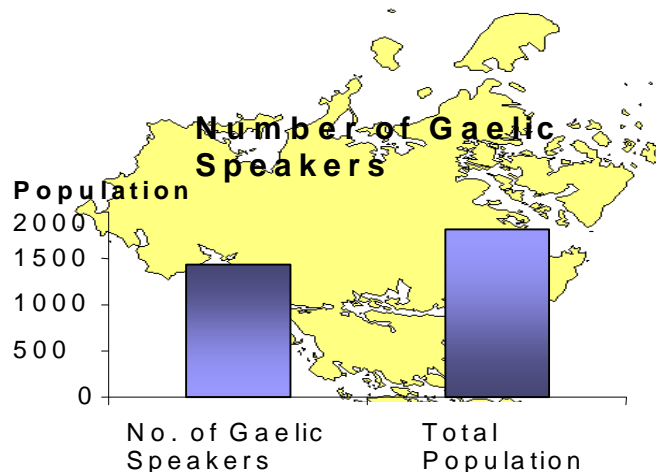 Number of Gaelic
Speakers
Population
2000
1500
1000
500
0
No. of Gaelic
Speakers
Total
Population